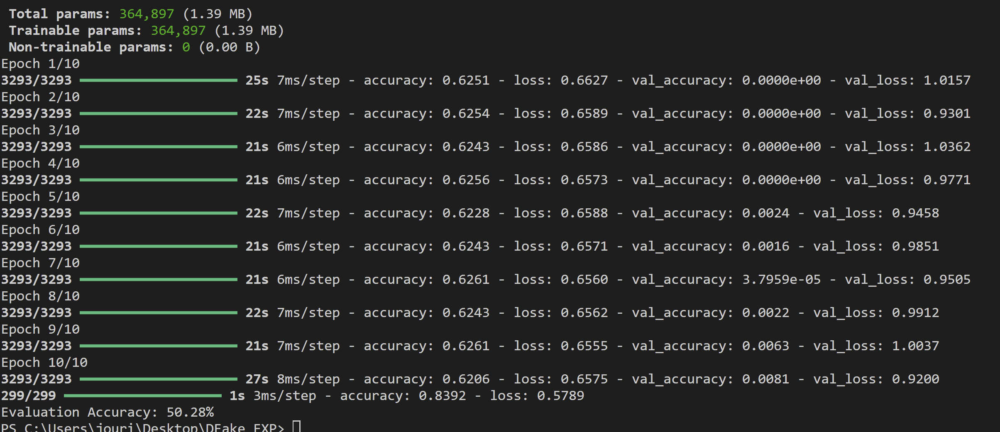 Total params: 364,897 (1.39 MB)
Trainable params: 364,897 (1.39 MB)
Non-trainable params: 0 (0.00 B)
Epoch 1/10
3293/3293 25s 7ms/step - accuracy: 0.6251 - loss: 0.6627 - val_accuracy: 0.0000e+00 - val_loss: 1.0157
Epoch 2/10
3293/3293 22s 7ms/step - accuracy: 0.6254 - loss: 0.6589 - val_accuracy: 0.0000e+00 - val_loss: 0.9301
Epoch 3/10
3293/3293 21s 6ms/step - accuracy: 0.6243 - loss: 0.6586 - val_accuracy: 0.0000e+00 - val_loss: 1.0362
Epoch 4/10
3293/3293 21s 6ms/step - accuracy: 0.6256 - loss: 0.6573 - val_accuracy: 0.0000e+00 - val_loss: 0.9771
Epoch 5/10
3293/3293 22s 7ms/step - accuracy: 0.6228 - loss: 0.6588 - val_accuracy: 0.0024 - val_loss: 0.9458
Epoch 6/10
3293/3293 21s 6ms/step - accuracy: 0.6243 - loss: 0.6571 - val_accuracy: 0.0016 - val_loss: 0.9851
Epoch 7/10
3293/3293 21s 6ms/step - accuracy: 0.6261 - loss: 0.6560 - val_accuracy: 3.7959e-05 - val_loss: 0.9505
Epoch 8/10
3293/3293 22s 7ms/step - accuracy: 0.6243 - loss: 0.6562 - val_accuracy: 0.0022 - val_loss: 0.9912
Epoch 9/10
3293/3293 21s 7ms/step - accuracy: 0.6261 - loss: 0.6555 - val_accuracy: 0.0063 - val_loss: 1.0037
Epoch 10/10
3293/3293 27s 8ms/step - accuracy: 0.6206 - loss: 0.6575 - val_accuracy: 0.0081 - val_loss: 0.9200
299/299 1s 3ms/step - accuracy: 0.8392 - loss: 0.5789
Evaluation Accuracy: 50.28%
PS C:\Users\jouri\Desktop\DFake EXP>